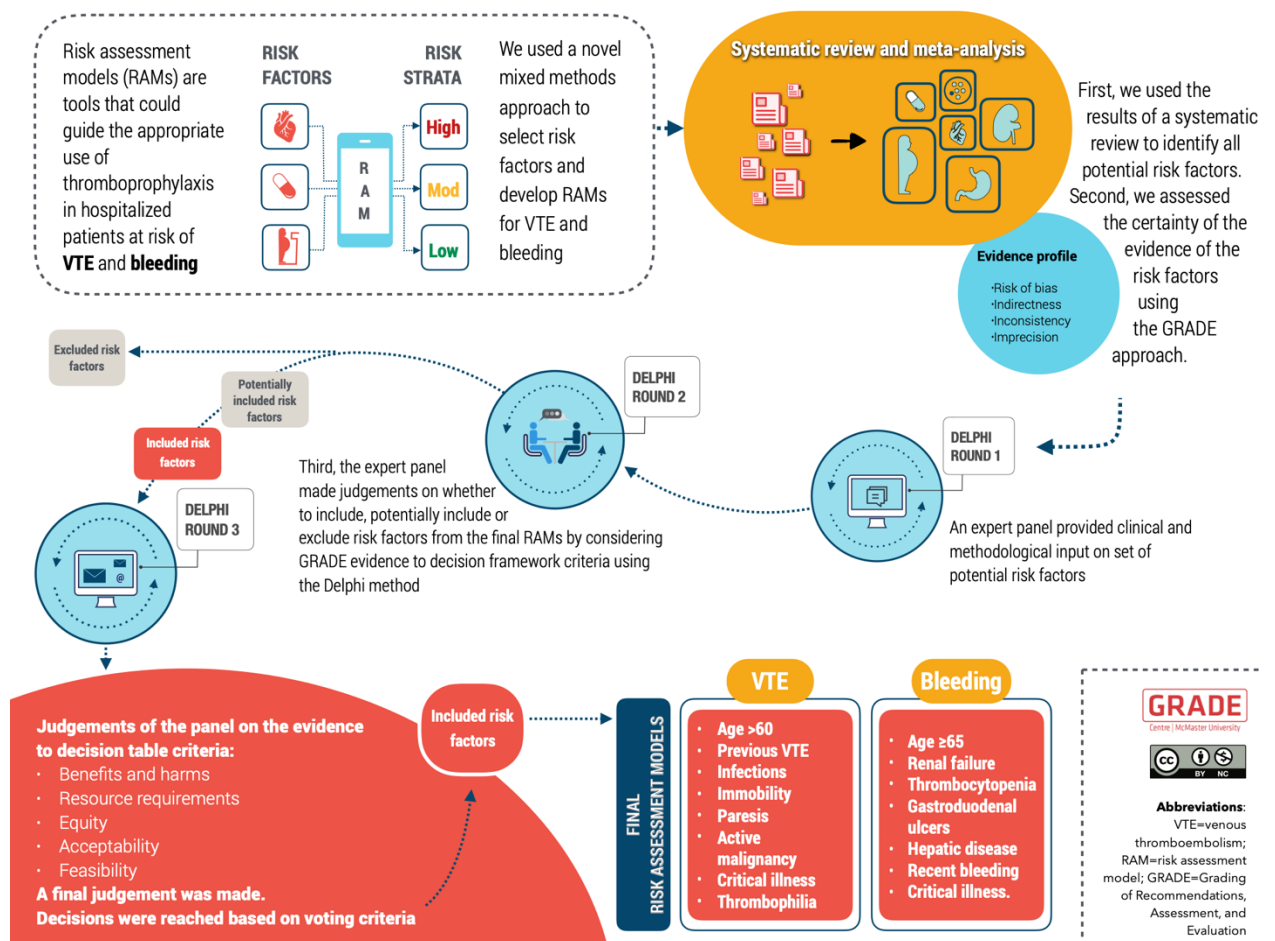 Risk assessment
models (RAMs) are
tools that could
guide the appropriate
use of
thromboprophylaxis
in hospitalized
patients at risk of
VTE and bleeding
RISK
FACTORS
RISK
STRATA
R
A
M
High
Mod
Low
We used a novel
mixed methods
approach to
select risk
factors and
develop RAMs
for VTE and
bleeding
Systematic review and meta-analysis
First, we used the
results of a systematic
review to identify all
potential risk factors.
Second, we assessed
the certainty of the
evidence of the
risk factors
using
the GRADE
approach.
Evidence profile
•Risk of bias
•Indirectness
•Inconsistency
•Imprecision
DELPHI
ROUND 1
An expert panel provided clinical and
methodological input on set of
potential risk factors
DELPHI
ROUND 2
Third, the expert panel
made judgements on whether
to include, potentially include or
exclude risk factors from the final RAMs by considering
GRADE evidence to decision framework criteria using
the Delphi method
Excluded risk
factors
Potentially
included risk
factors
Included risk
factors
DELPHI
ROUND 3
@
Judgements of the panel on the evidence
to decision table criteria:
• Benefits and harms
• Resource requirements
• Equity
• Acceptability
• Feasibility
A final judgement was made.
Decisions were reached based on voting criteria
Included risk
factors
FINAL
RISK ASSESSMENT MODELS
VTE
• Age >60
• Previous VTE
• Infections
• Immobility
• Paresis
• Active
malignancy
• Critical illness
• Thrombophilia
Bleeding
• Age ≥65
• Renal failure
• Thrombocytopenia
• Gastroduodenal
ulcers
• Hepatic disease
• Recent bleeding
• Critical illness.
GRADE
Centre | McMaster University
cc
BY NC
Abbreviations:
VTE=venous
thromboembolism;
RAM=risk assessment
model; GRADE=Grading
of Recommendations,
Assessment, and
Evaluation